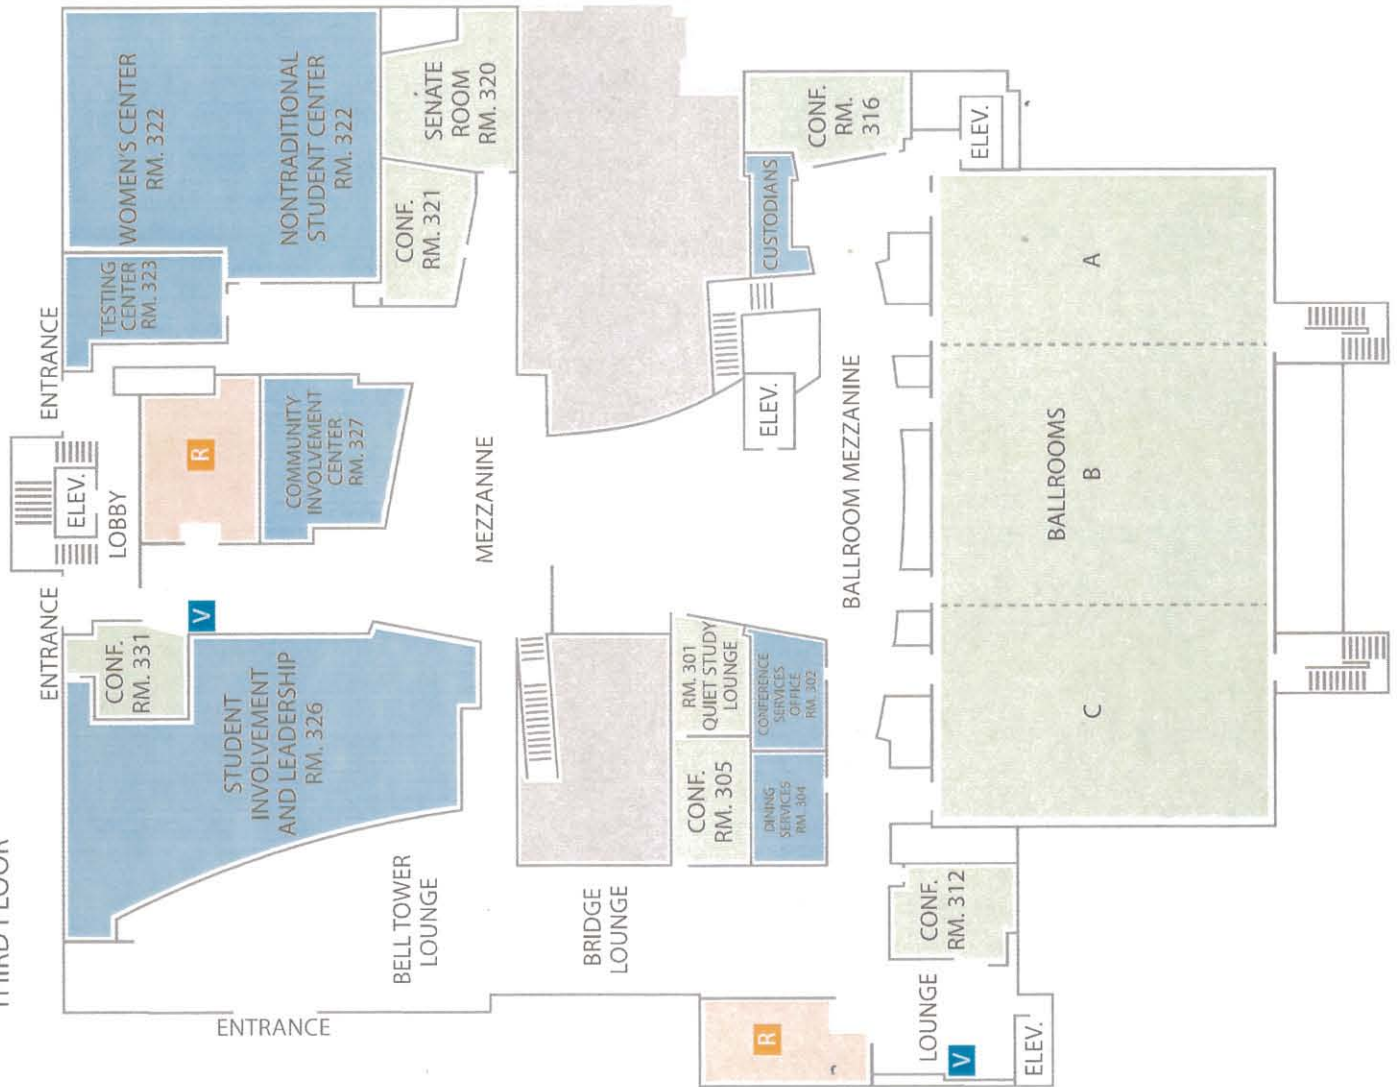 THIRD FLOOR
ENTRANCE
ENTRANCE
ELEV.
LOBBY
WOMEN'S CENTER
RM. 322
NONTRADITIONAL
STUDENT CENTER
RM. 322
TESTING
CENTER
RM. 323
SENATE
ROOM
RM. 320
CONF.
RM. 321
R
COMMUNITY
INVOLVEMENT
CENTER
RM. 327
CONF.
RM. 331
V
STUDENT
INVOLVEMENT
AND LEADERSHIP
RM. 326
MEZZANINE
BELL TOWER
LOUNGE
ENTRANCE
BRIDGE
LOUNGE
CONF.
RM.
316
CUSTODIANS
ELEV.
ELEV.
RM. 301
QUIET STUDY
LOUNGE
CONF.
RM. 305
CONFERENCE
SERVICES
OFFICE
RM. 302
DINING
SERVICES
RM. 304
BALLROOM MEZZANINE
R
CONF.
RM. 312
LOUNGE
V
ELEV.
BALLROOMS
A
B
C